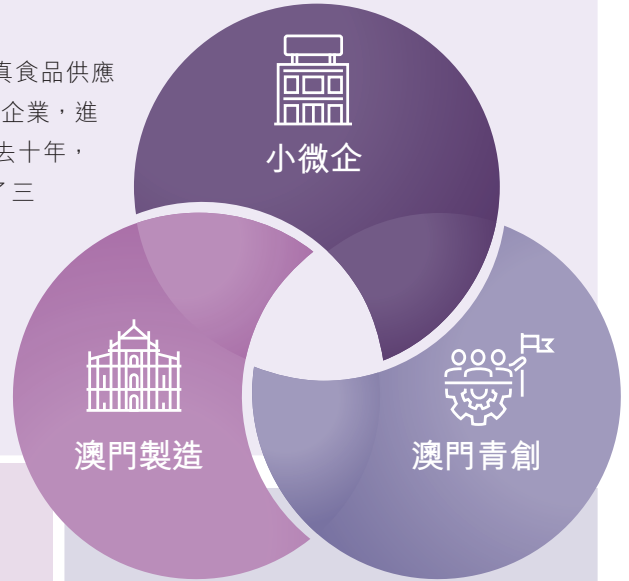 真食品供應
企業，進
去十年，
了三
小微企
澳門製造
澳門青創